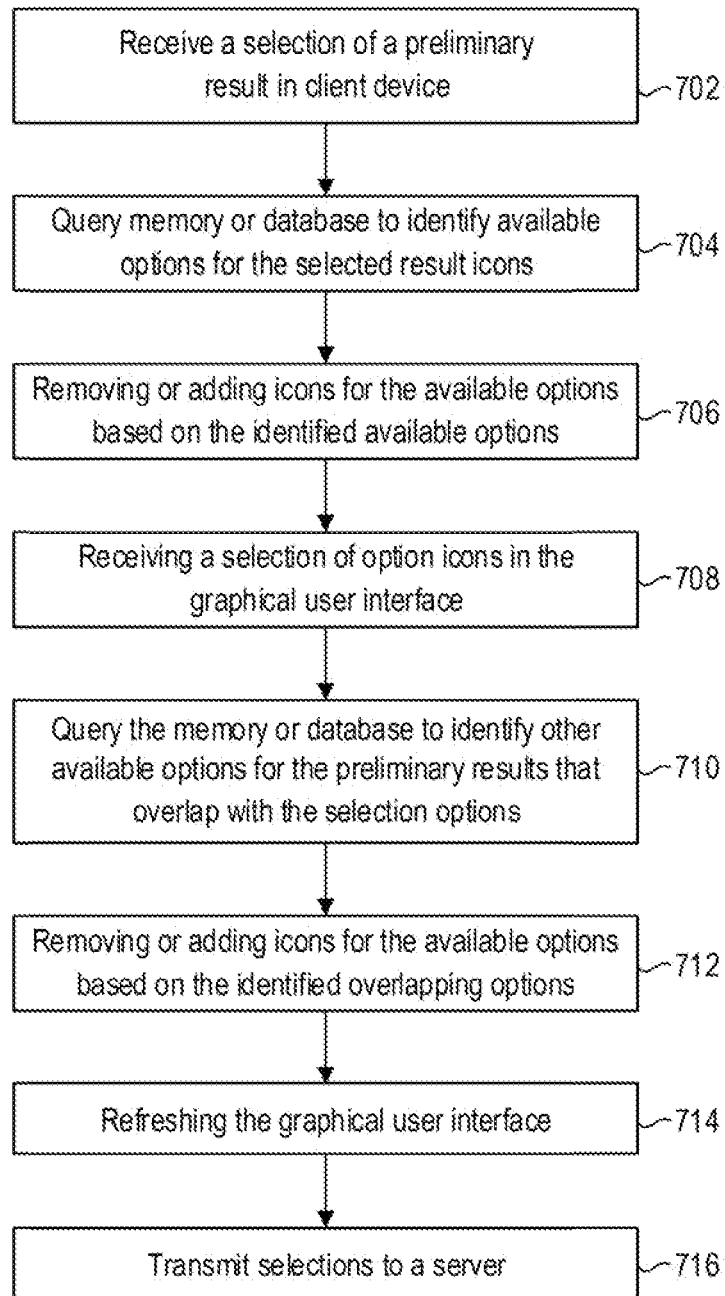 Receive a selection of a preliminary
result in client device
702
Query memory or database to identify available
options for the selected result icons
704
Removing or adding icons for the available options
based on the identified available options
706
Receiving a selection of option icons in the
graphical user interface
708
Query the memory or database to identify other
available options for the preliminary results that
overlap with the selection options
710
Removing or adding icons for the available options
based on the identified overlapping options
712
Refreshing the graphical user interface
714
Transmit selections to a server
716